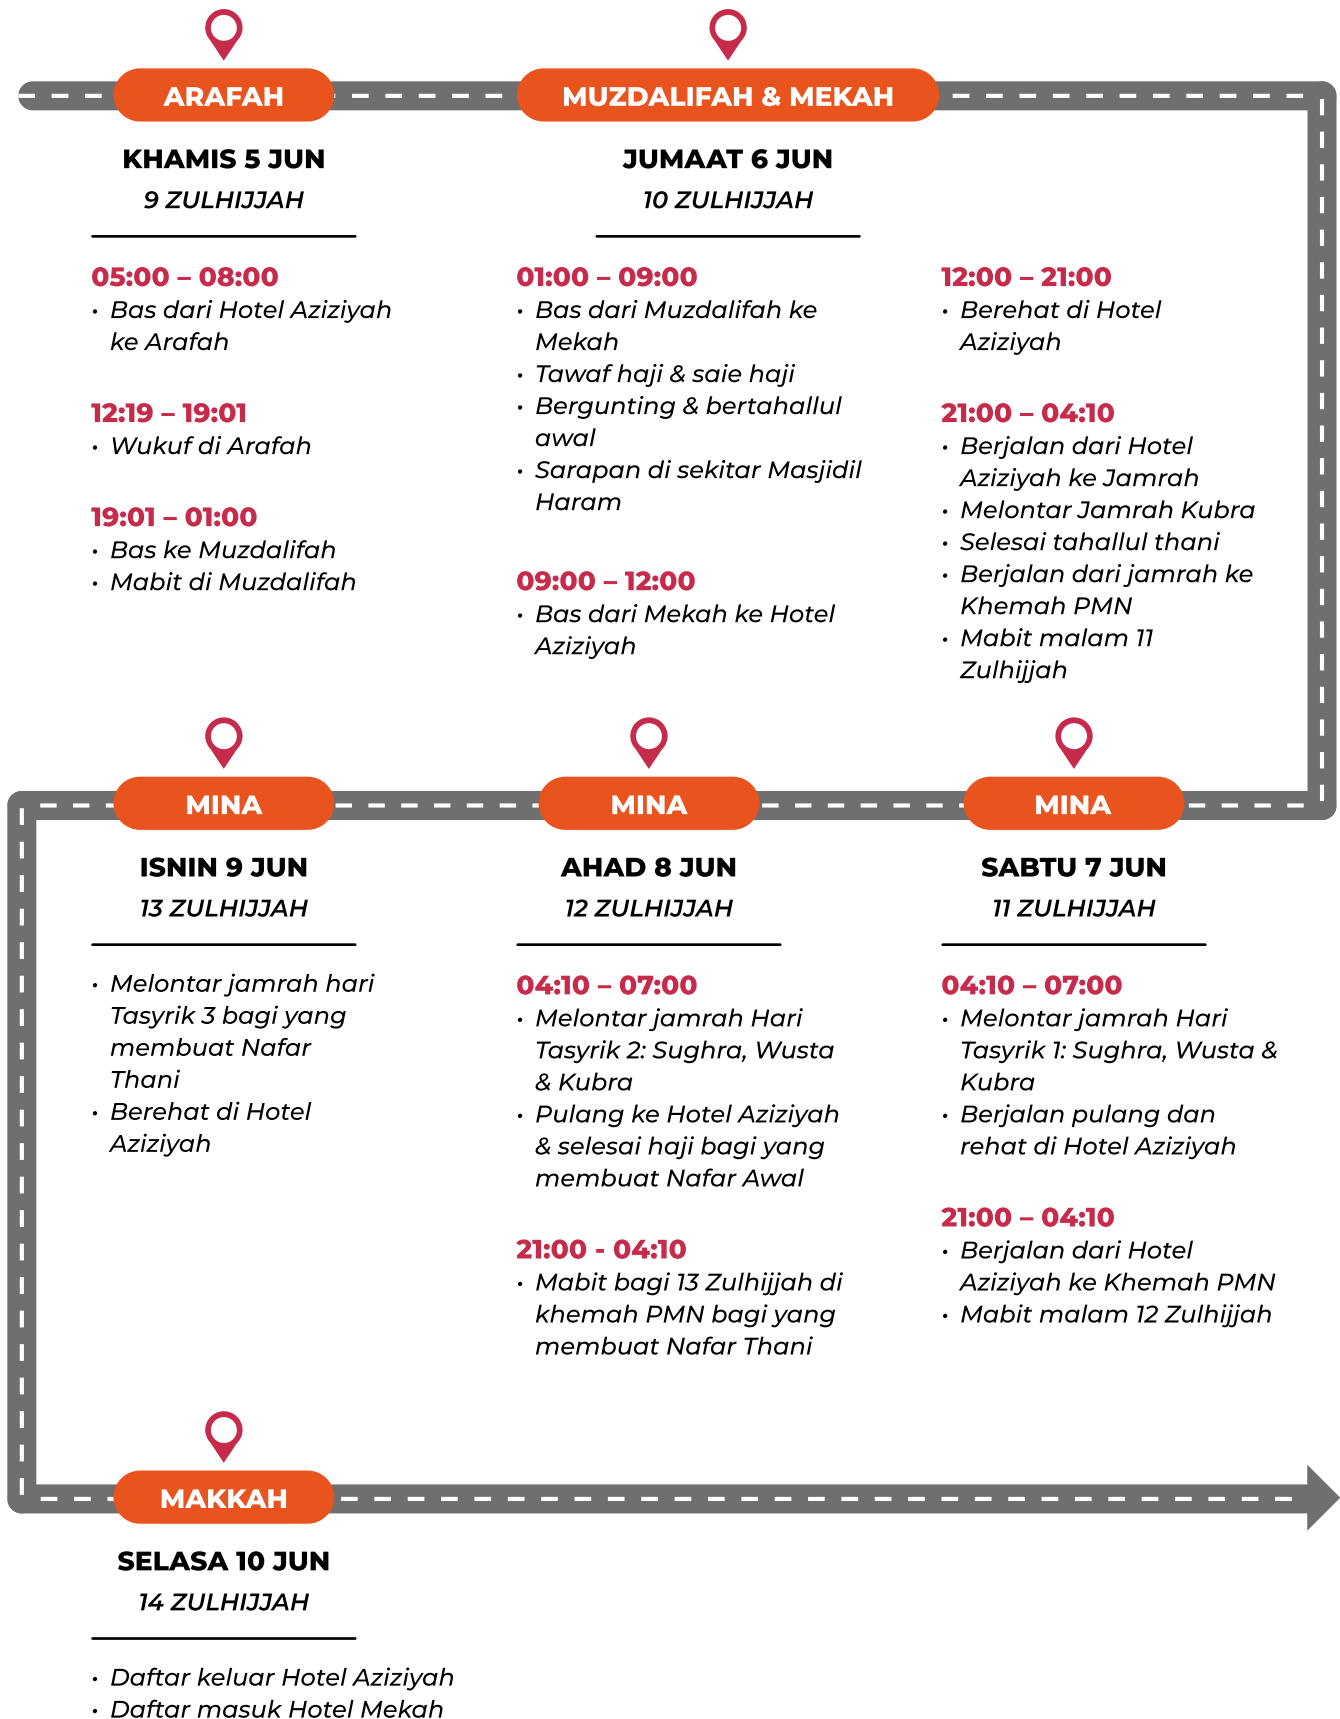 ARAFAH
KHAMIS 5 JUN
9 ZULHIJJAH
05:00 – 08:00
• Bas dari Hotel Aziziyah
ke Arafah
12:19 – 19:01
• Wukuf di Arafah
19:01 – 01:00
• Bas ke Muzdalifah
• Mabit di Muzdalifah
MUZDALIFAH & MEKAH
JUMAAT 6 JUN
10 ZULHIJJAH
01:00 – 09:00
• Bas dari Muzdalifah ke
Mekah
• Tawaf haji & saie haji
• Bergunting & bertahallul
awal
• Sarapan di sekitar Masjidil
Haram
09:00 – 12:00
• Bas dari Mekah ke Hotel
Aziziyah
12:00 – 21:00
• Berehat di Hotel
Aziziyah
21:00 – 04:10
• Berjalan dari Hotel
Aziziyah ke Jamrah
• Melontar Jamrah Kubra
• Selesai tahallul thani
• Berjalan dari jamrah ke
Khemah PMN
• Mabit malam 11
Zulhijjah
MINA
SABTU 7 JUN
11 ZULHIJJAH
04:10 – 07:00
• Melontar jamrah Hari
Tasyrik 1: Sughra, Wusta &
Kubra
• Berjalan pulang dan
rehat di Hotel Aziziyah
21:00 – 04:10
• Berjalan dari Hotel
Aziziyah ke Khemah PMN
• Mabit malam 12 Zulhijjah
MINA
AHAD 8 JUN
12 ZULHIJJAH
04:10 – 07:00
• Melontar jamrah Hari
Tasyrik 2: Sughra, Wusta
& Kubra
• Pulang ke Hotel Aziziyah
& selesai haji bagi yang
membuat Nafar Awal
21:00 - 04:10
• Mabit bagi 13 Zulhijjah di
khemah PMN bagi yang
membuat Nafar Thani
MINA
ISNIN 9 JUN
13 ZULHIJJAH
• Melontar jamrah hari
Tasyrik 3 bagi yang
membuat Nafar
Thani
• Berehat di Hotel
Aziziyah
MAKKAH
SELASA 10 JUN
14 ZULHIJJAH
• Daftar keluar Hotel Aziziyah
• Daftar masuk Hotel Mekah